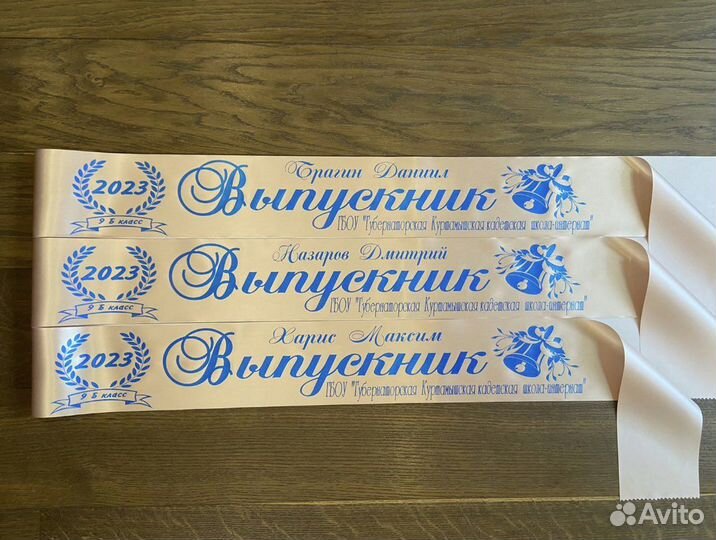 Брагин Даниил
2023
Выпускник
9 Б класс
ГБОУ "Губернаторская Куртамышская кадетская школа-интернат"
Назаров Дмитрий
2023
Выпускник
9 Б класс
ГБОУ "Губернаторская Куртамышская кадетская школа-интернат"
Харис Максим
2023
Выпускник
9 Б класс
ГБОУ "Губернаторская Куртамышская кадетская школа-интернат"
Avito